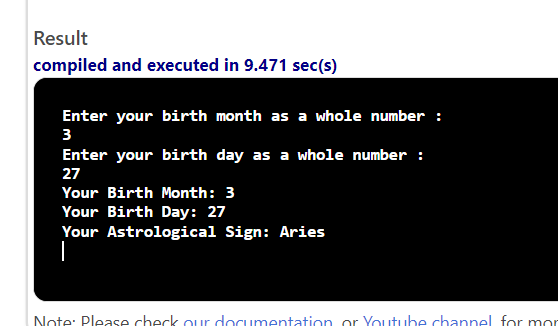 Result
compiled and executed in 9.471 sec(s)
Enter your birth month as a whole number :
3
Enter your birth day as a whole number :
27
Your Birth Month: 3
Your Birth Day: 27
Your Astrological Sign: Aries
Note: Please check our documentation or Youtube channel for